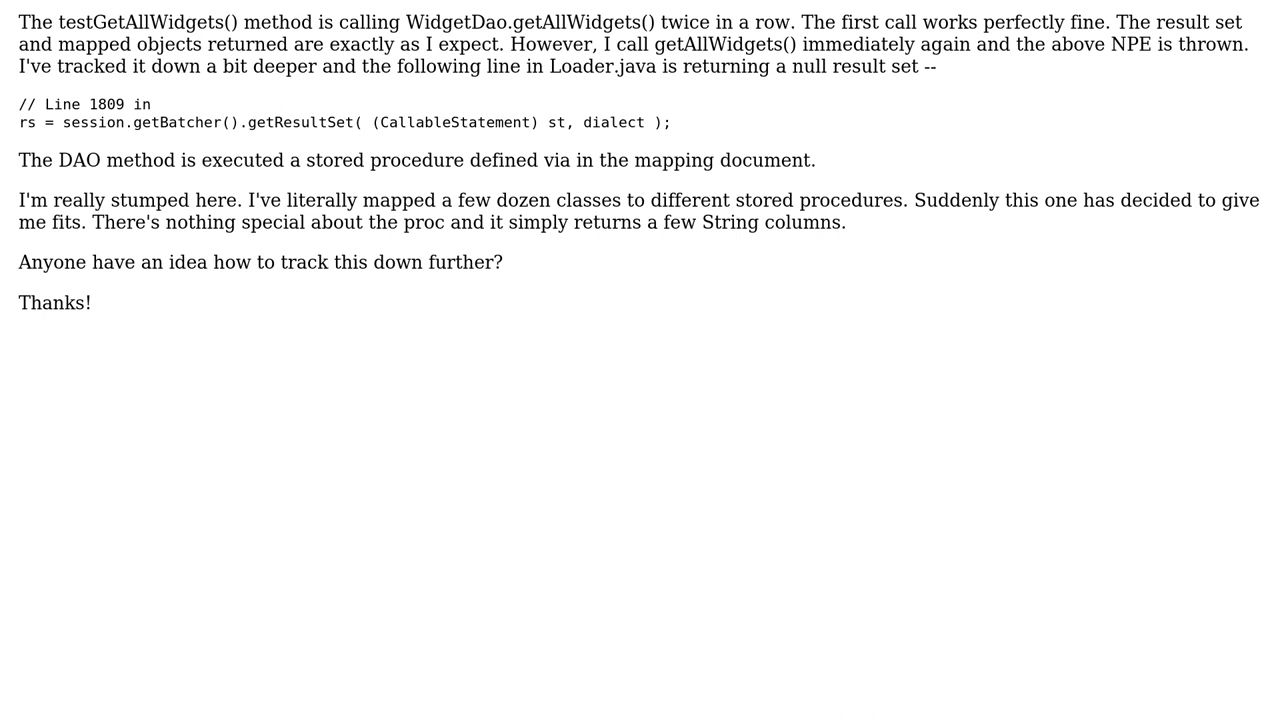 The testGetAllWidgets() method is calling WidgetDao.getAllWidgets() twice in a row. The first call works perfectly fine. The result set
and mapped objects returned are exactly as I expect. However, I call getAllWidgets() immediately again and the above NPE is thrown.
I've tracked it down a bit deeper and the following line in Loader.java is returning a null result set --
// Line 1809 in
rs = session.getBatcher().getResultSet( (CallableStatement) st, dialect );
The DAO method is executed a stored procedure defined via in the mapping document.
I'm really stumped here. I've literally mapped a few dozen classes to different stored procedures. Suddenly this one has decided to give
me fits. There's nothing special about the proc and it simply returns a few String columns.
Anyone have an idea how to track this down further?
Thanks!